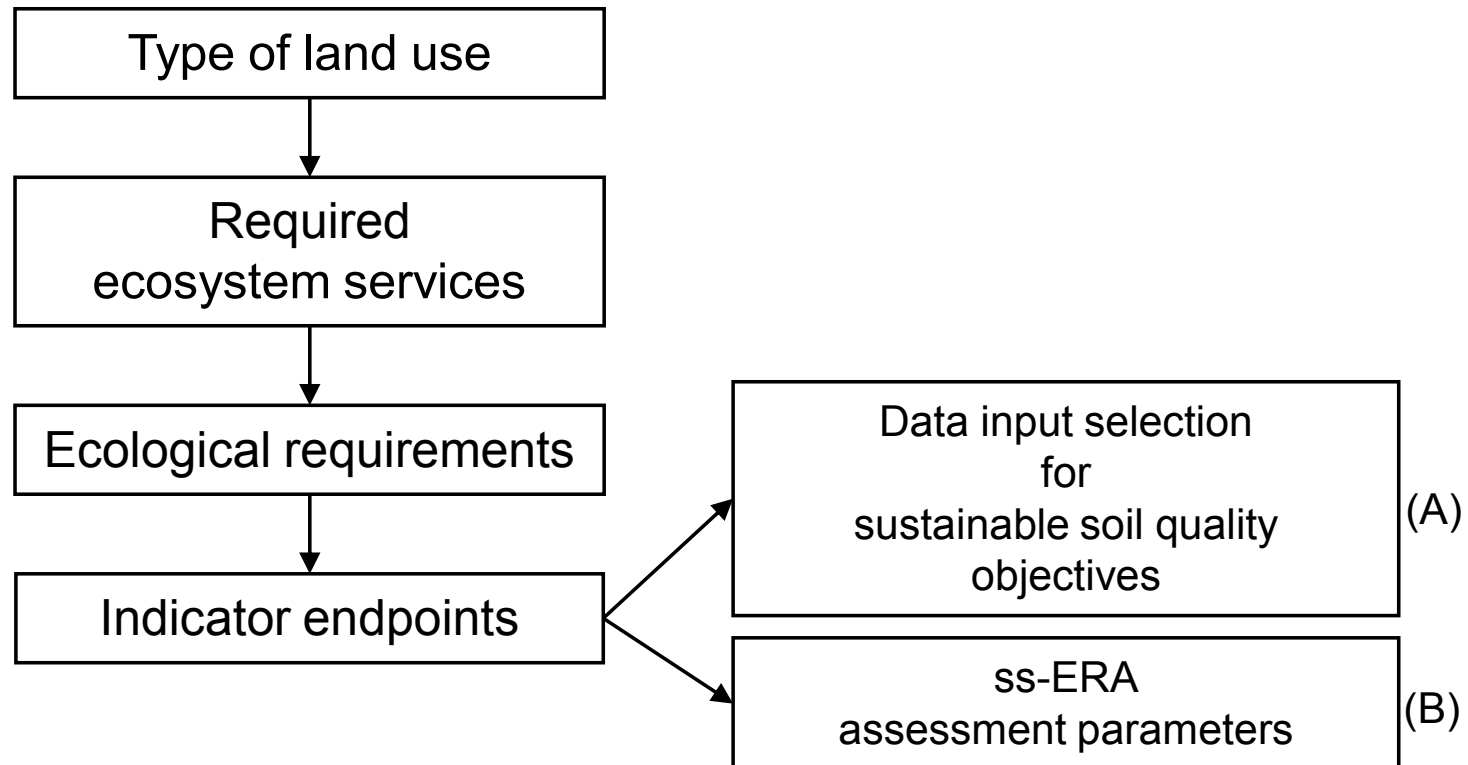 Type of land use
Required
ecosystem services
Ecological requirements
Indicator endpoints
Data input selection
for
sustainable soil quality
objectives
(A)
ss-ERA
assessment parameters
(B)